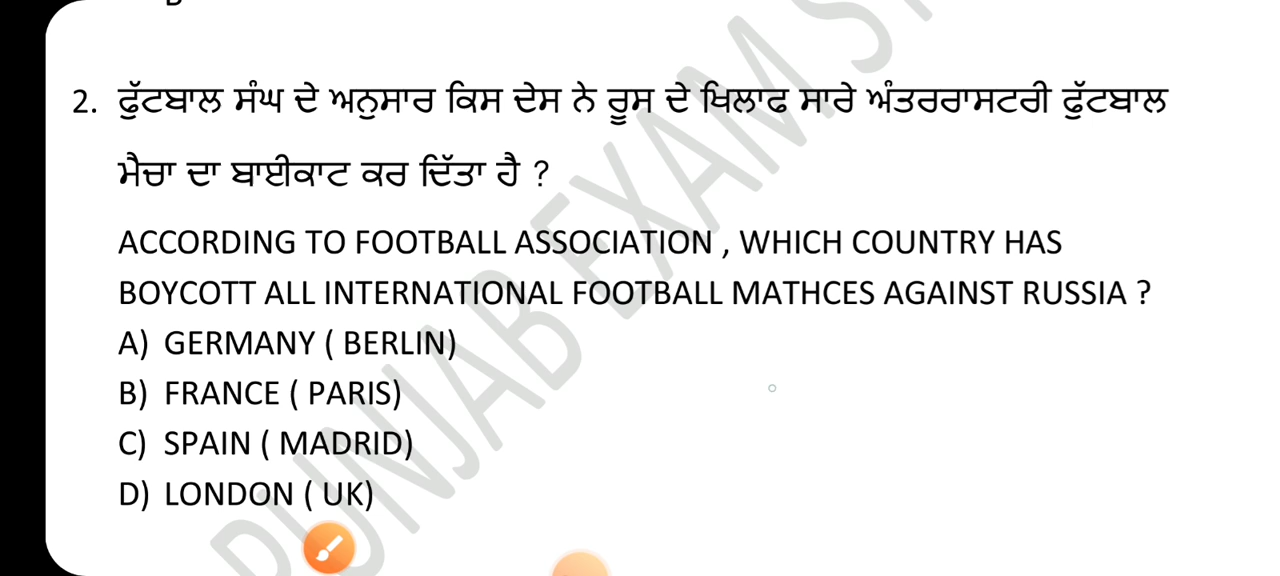 2. ਫੁੱਟਬਾਲ ਸੰਘ ਦੇ ਅਨੁਸਾਰ ਕਿਸ ਦੇਸ ਨੇ ਰੂਸ ਦੇ ਖਿਲਾਫ ਸਾਰੇ ਅੰਤਰਰਾਸਟਰੀ ਫੁੱਟਬਾਲ
ਮੈਚਾ ਦਾ ਬਾਈਕਾਟ ਕਰ ਦਿੱਤਾ ਹੈ ?
ACCORDING TO FOOTBALL ASSOCIATION , WHICH COUNTRY HAS
BOYCOTT ALL INTERNATIONAL FOOTBALL MATHCES AGAINST RUSSIA ?
A) GERMANY ( BERLIN)
B) FRANCE ( PARIS)
C) SPAIN ( MADRID)
D) LONDON ( UK)
PUNJAB EXAM